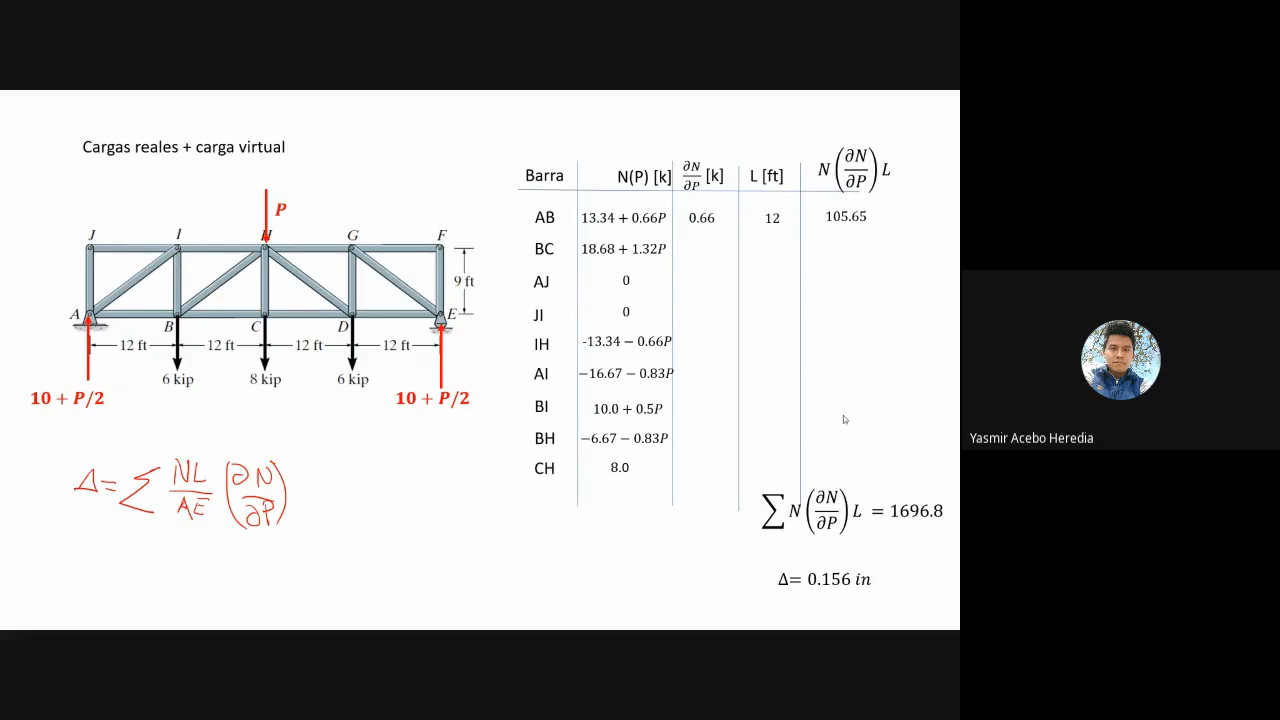 Cargas reales + carga virtual
P
J I H G F
9 ft
A B C D E
12 ft 12 ft 12 ft 12 ft
6 kip 8 kip 6 kip
10 + P/2 10 + P/2
Δ= ∑ NL/AE (∂N/∂P)
Barra N(P) [k] ∂N/∂P [k] L [ft] N(∂N/∂P)L
AB 13.34 + 0.66P 0.66 12 105.65
BC 18.68 + 1.32P
AJ 0
JI 0
IH -13.34 − 0.66P
AI −16.67 − 0.83P
BI 10.0 + 0.5P
BH −6.67 − 0.83P
CH 8.0
∑ N(∂N/∂P)L = 1696.8
Δ= 0.156 in
Yasmir Acebo Heredia